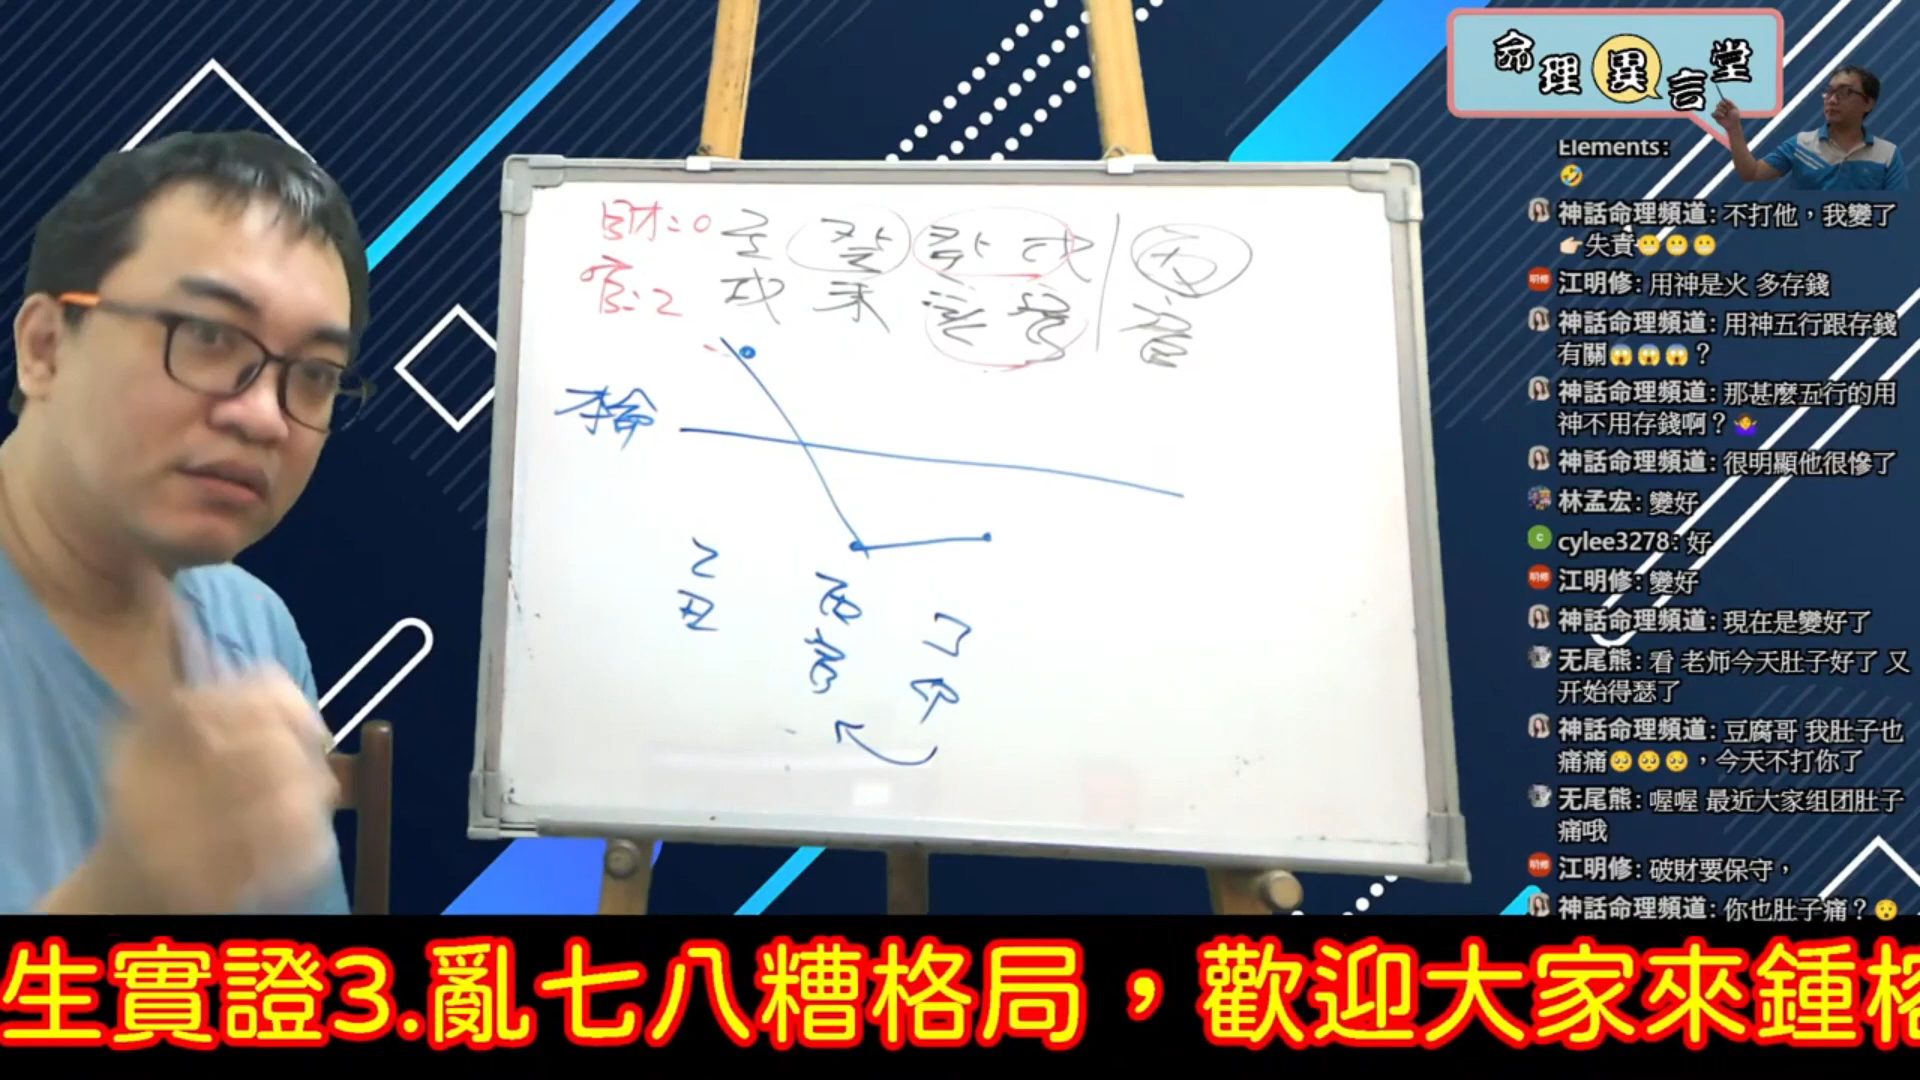 命理異言堂
財:0
官:2
戊 未
本命
乙 丙 丁
丑 寅 卯
Elements:
🤣
神話命理頻道: 不打他，我變了
👉🏻失責😬😬😬
江明修: 用神是火 多存錢
神話命理頻道: 用神五行跟存錢
有關😱😱😱？
神話命理頻道: 那甚麼五行的用
神不用存錢啊？🤷‍♀️
神話命理頻道: 很明顯他很慘了
林孟宏: 變好
cylee3278: 好
江明修: 變好
神話命理頻道: 現在是變好了
无尾熊: 看 老师今天肚子好了 又
开始得瑟了
神話命理頻道: 豆腐哥 我肚子也
痛痛🥺🥺🥺，今天不打你了
无尾熊: 喔喔 最近大家组团肚子
痛哦
江明修: 破財要保守，
神話命理頻道: 你也肚子痛？😯
生實證3.亂七八糟格局，歡迎大家來鍾榕